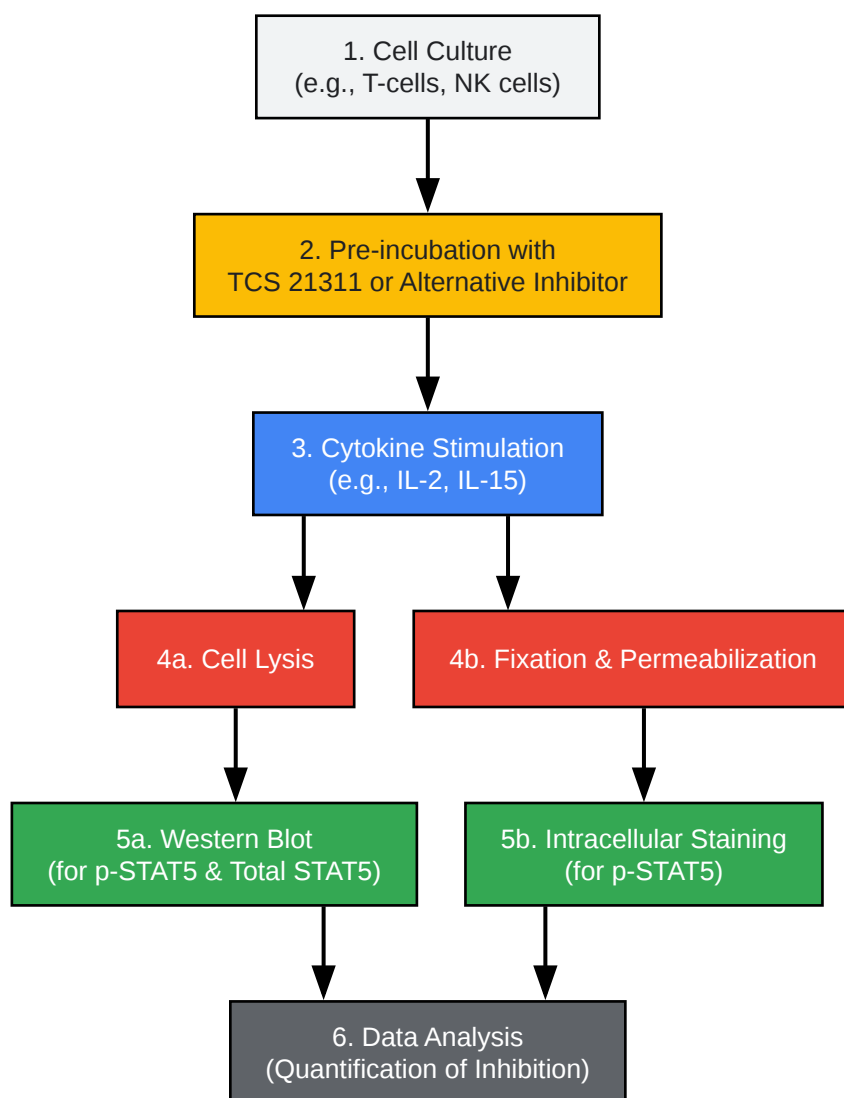 1. Cell Culture
(e.g., T-cells, NK cells)
2. Pre-incubation with
TCS 21311 or Alternative Inhibitor
3. Cytokine Stimulation
(e.g., IL-2, IL-15)
4a. Cell Lysis
4b. Fixation & Permeabilization
5a. Western Blot
(for p-STAT5 & Total STAT5)
5b. Intracellular Staining
(for p-STAT5)
6. Data Analysis
(Quantification of Inhibition)